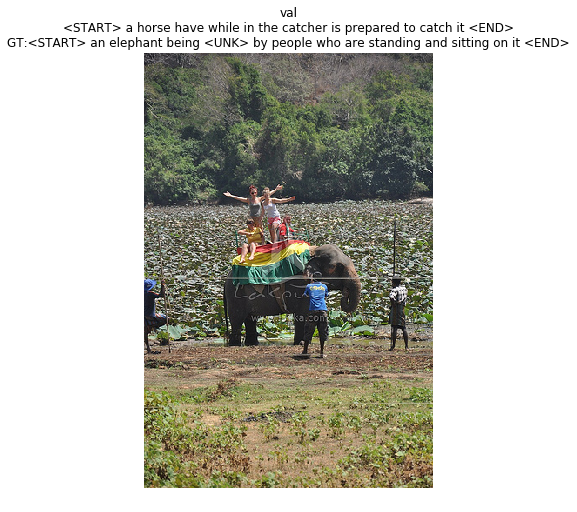 val
<START> a horse have while in the catcher is prepared to catch it <END>
GT:<START> an elephant being <UNK> by people who are standing and sitting on it <END>